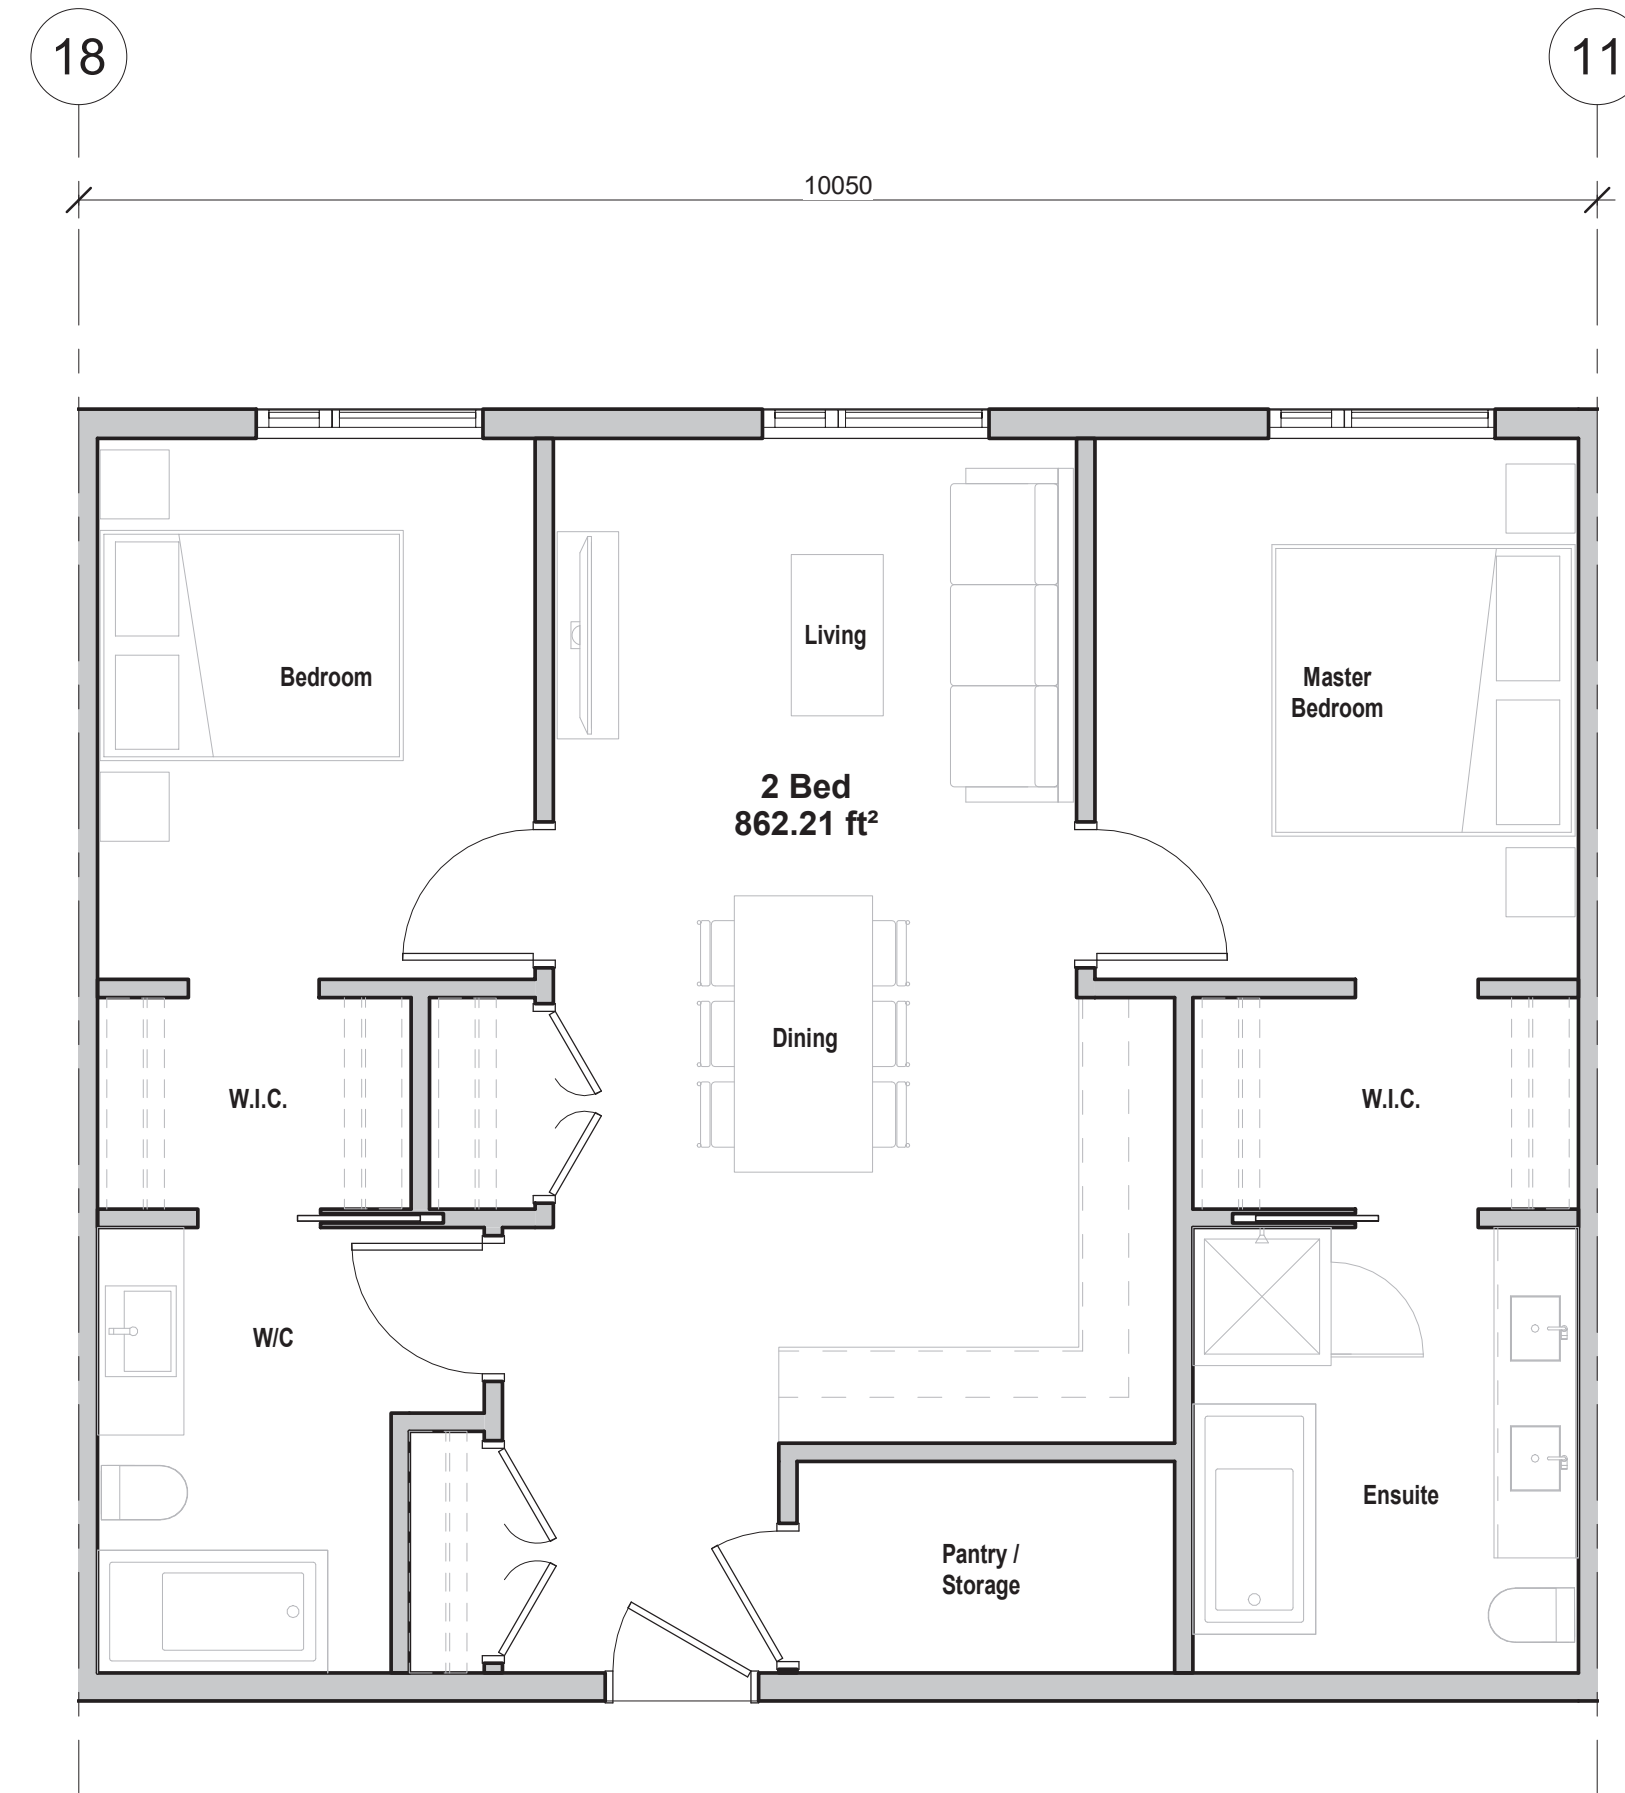 18
11
10050
Bedroom
Living
Master
Bedroom
2 Bed
862.21 ft²
Dining
W.I.C.
W.I.C.
W/C
Ensuite
Pantry /
Storage